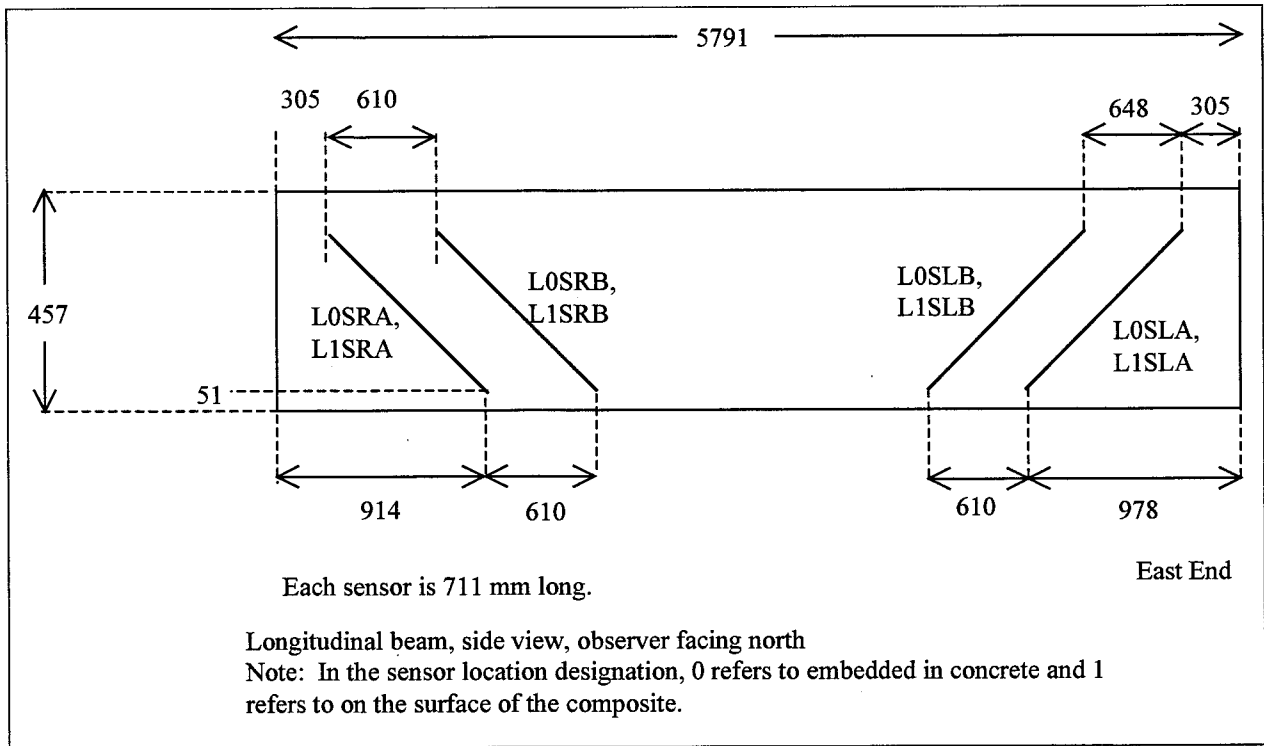 5791
305 610
648 305
L0SRB,
L1SRB
L0SLB,
L1SLB
457
L0SRA,
L1SRA
L0SLA,
L1SLA
51
914 610
610 978
East End
Each sensor is 711 mm long.
Longitudinal beam, side view, observer facing north
Note: In the sensor location designation, 0 refers to embedded in concrete and 1
refers to on the surface of the composite.